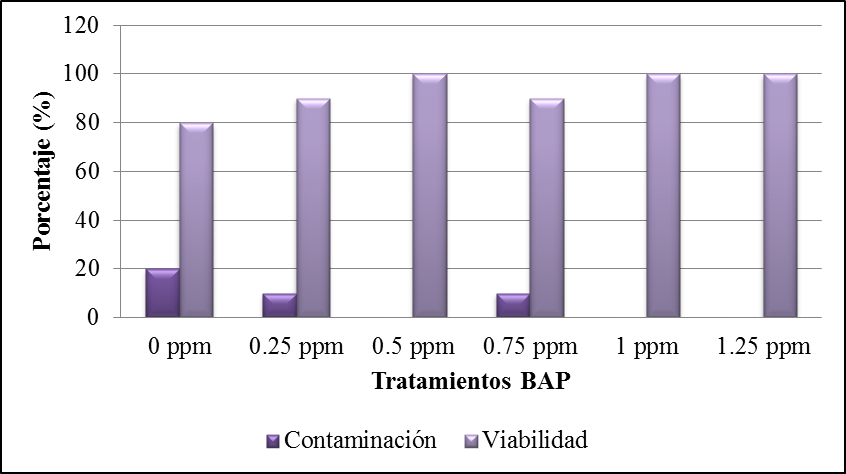 120
100
80
60
40
20
0
Porcentaje (%)
0 ppm 0.25 ppm 0.5 ppm 0.75 ppm 1 ppm 1.25 ppm
Tratamientos BAP
Contaminación Viabilidad